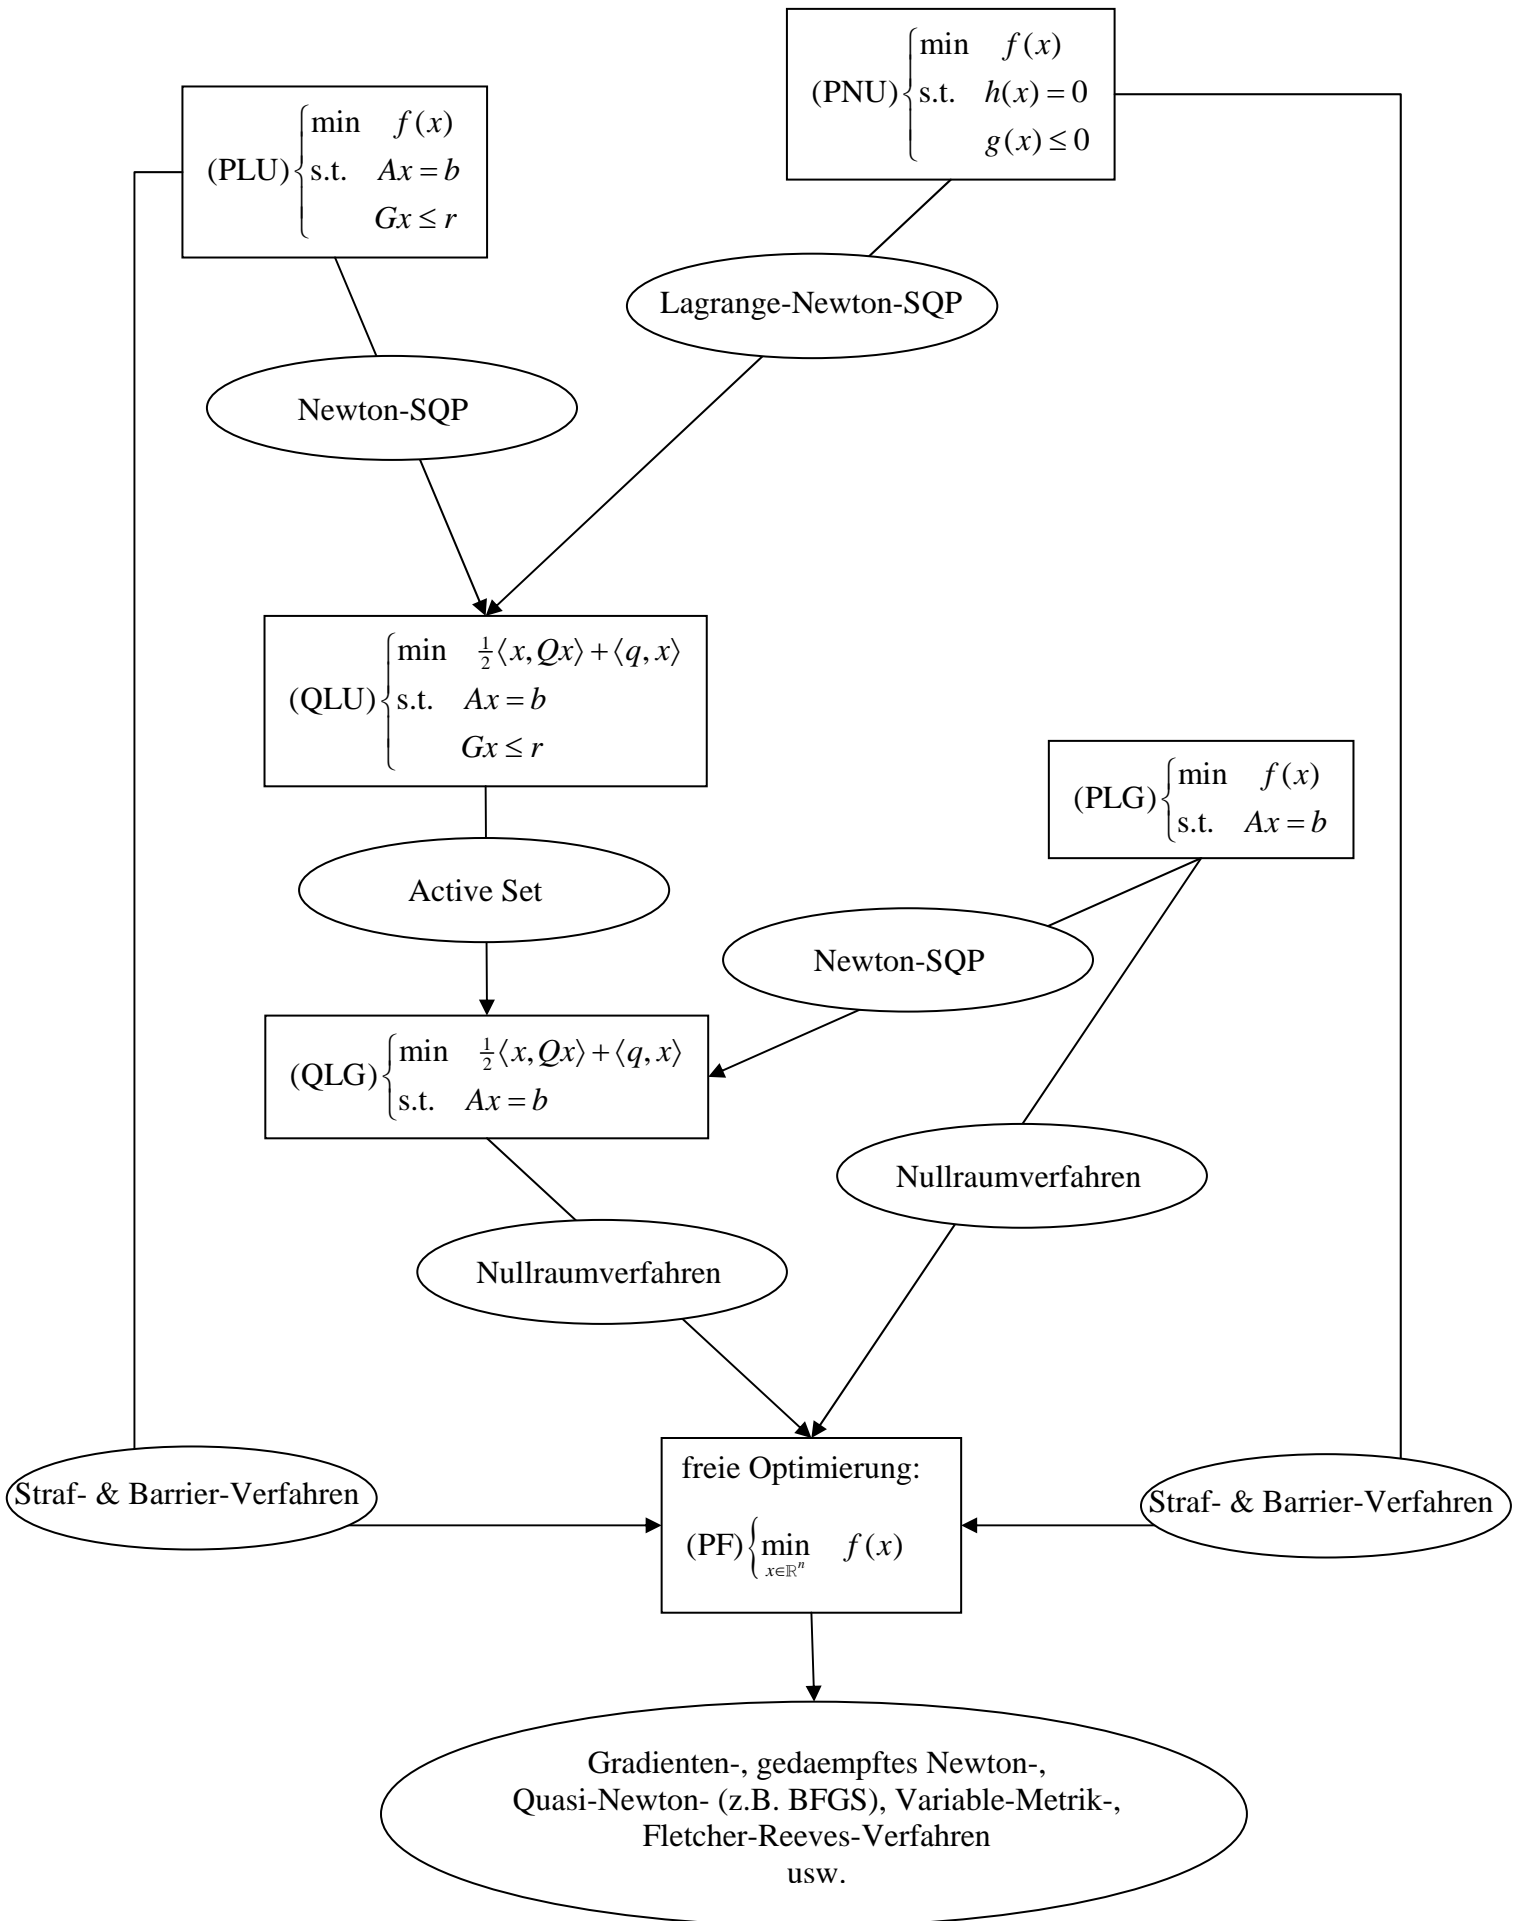 (PNU) { min f(x)
s.t. h(x) = 0
g(x) ≤ 0
(PLU) { min f(x)
s.t. Ax = b
Gx ≤ r
Lagrange-Newton-SQP
Newton-SQP
(QLU) { min ½⟨x, Qx⟩ + ⟨q, x⟩
s.t. Ax = b
Gx ≤ r
(PLG) { min f(x)
s.t. Ax = b
Active Set
Newton-SQP
(QLG) { min ½⟨x, Qx⟩ + ⟨q, x⟩
s.t. Ax = b
Nullraumverfahren
Nullraumverfahren
Straf- & Barrier-Verfahren
freie Optimierung:
(PF) { min f(x)
x∈ℝⁿ
Straf- & Barrier-Verfahren
Gradienten-, gedaempftes Newton-,
Quasi-Newton- (z.B. BFGS), Variable-Metrik-,
Fletcher-Reeves-Verfahren
usw.